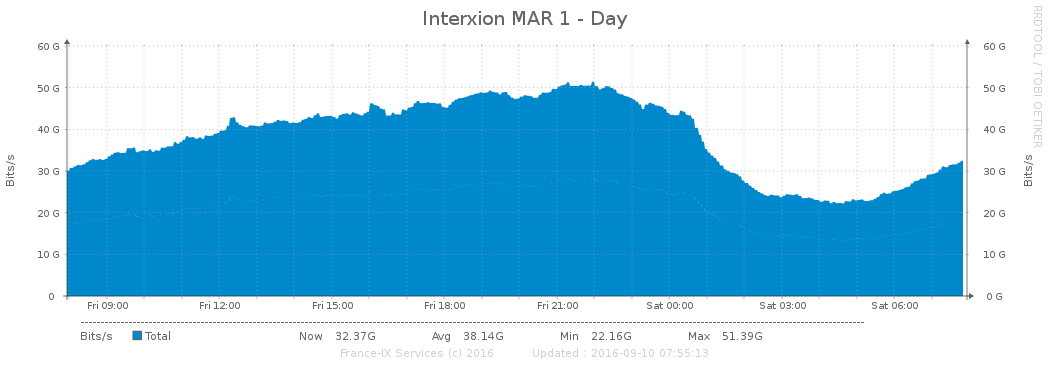 Interxion MAR 1 - Day
RRDTOOL / TOBI OETIKER
60 G 60 G
50 G 50 G
40 G 40 G
30 G 30 G
20 G 20 G
10 G 10 G
0 0 G
Bits/s Bits/s
Fri 09:00 Fri 12:00 Fri 15:00 Fri 18:00 Fri 21:00 Sat 00:00 Sat 03:00 Sat 06:00
Bits/s Total Now 32.37G Avg 38.14G Min 22.16G Max 51.39G
France-IX Services (c) 2016 Updated : 2016-09-10 07:55:13